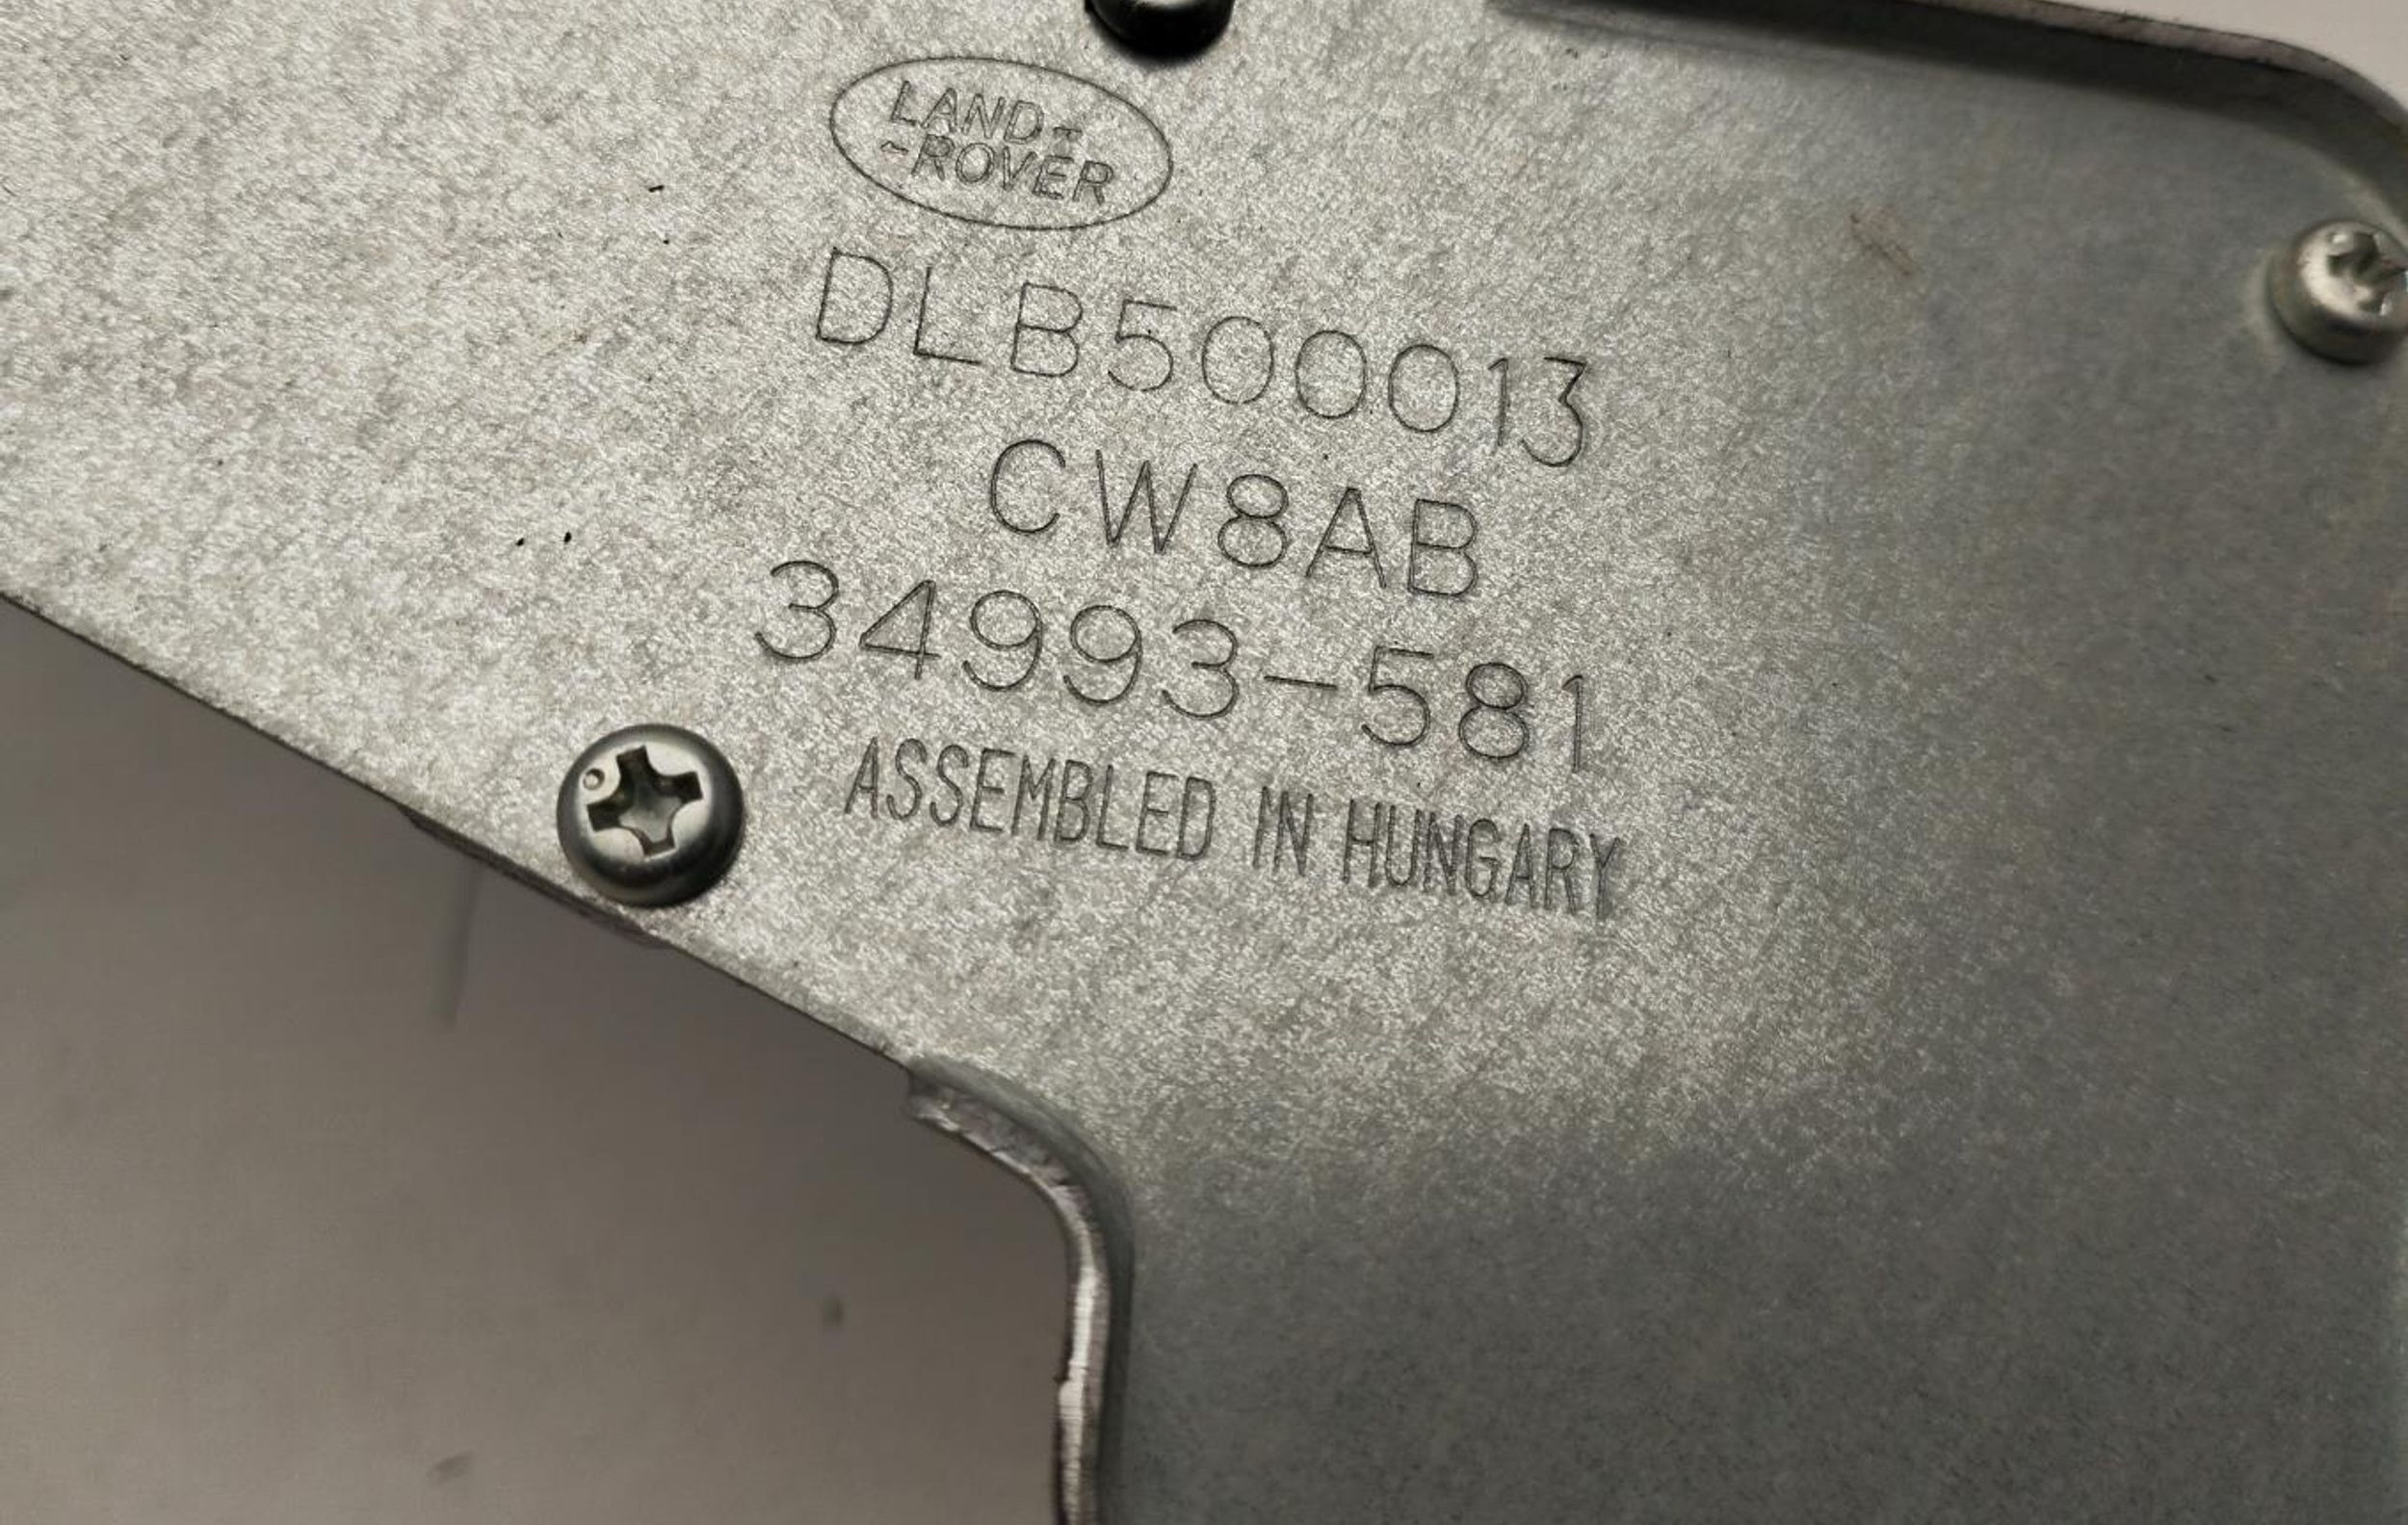 LAND-
-ROVER
DLB500013
CW8AB
34993-581
ASSEMBLED IN HUNGARY